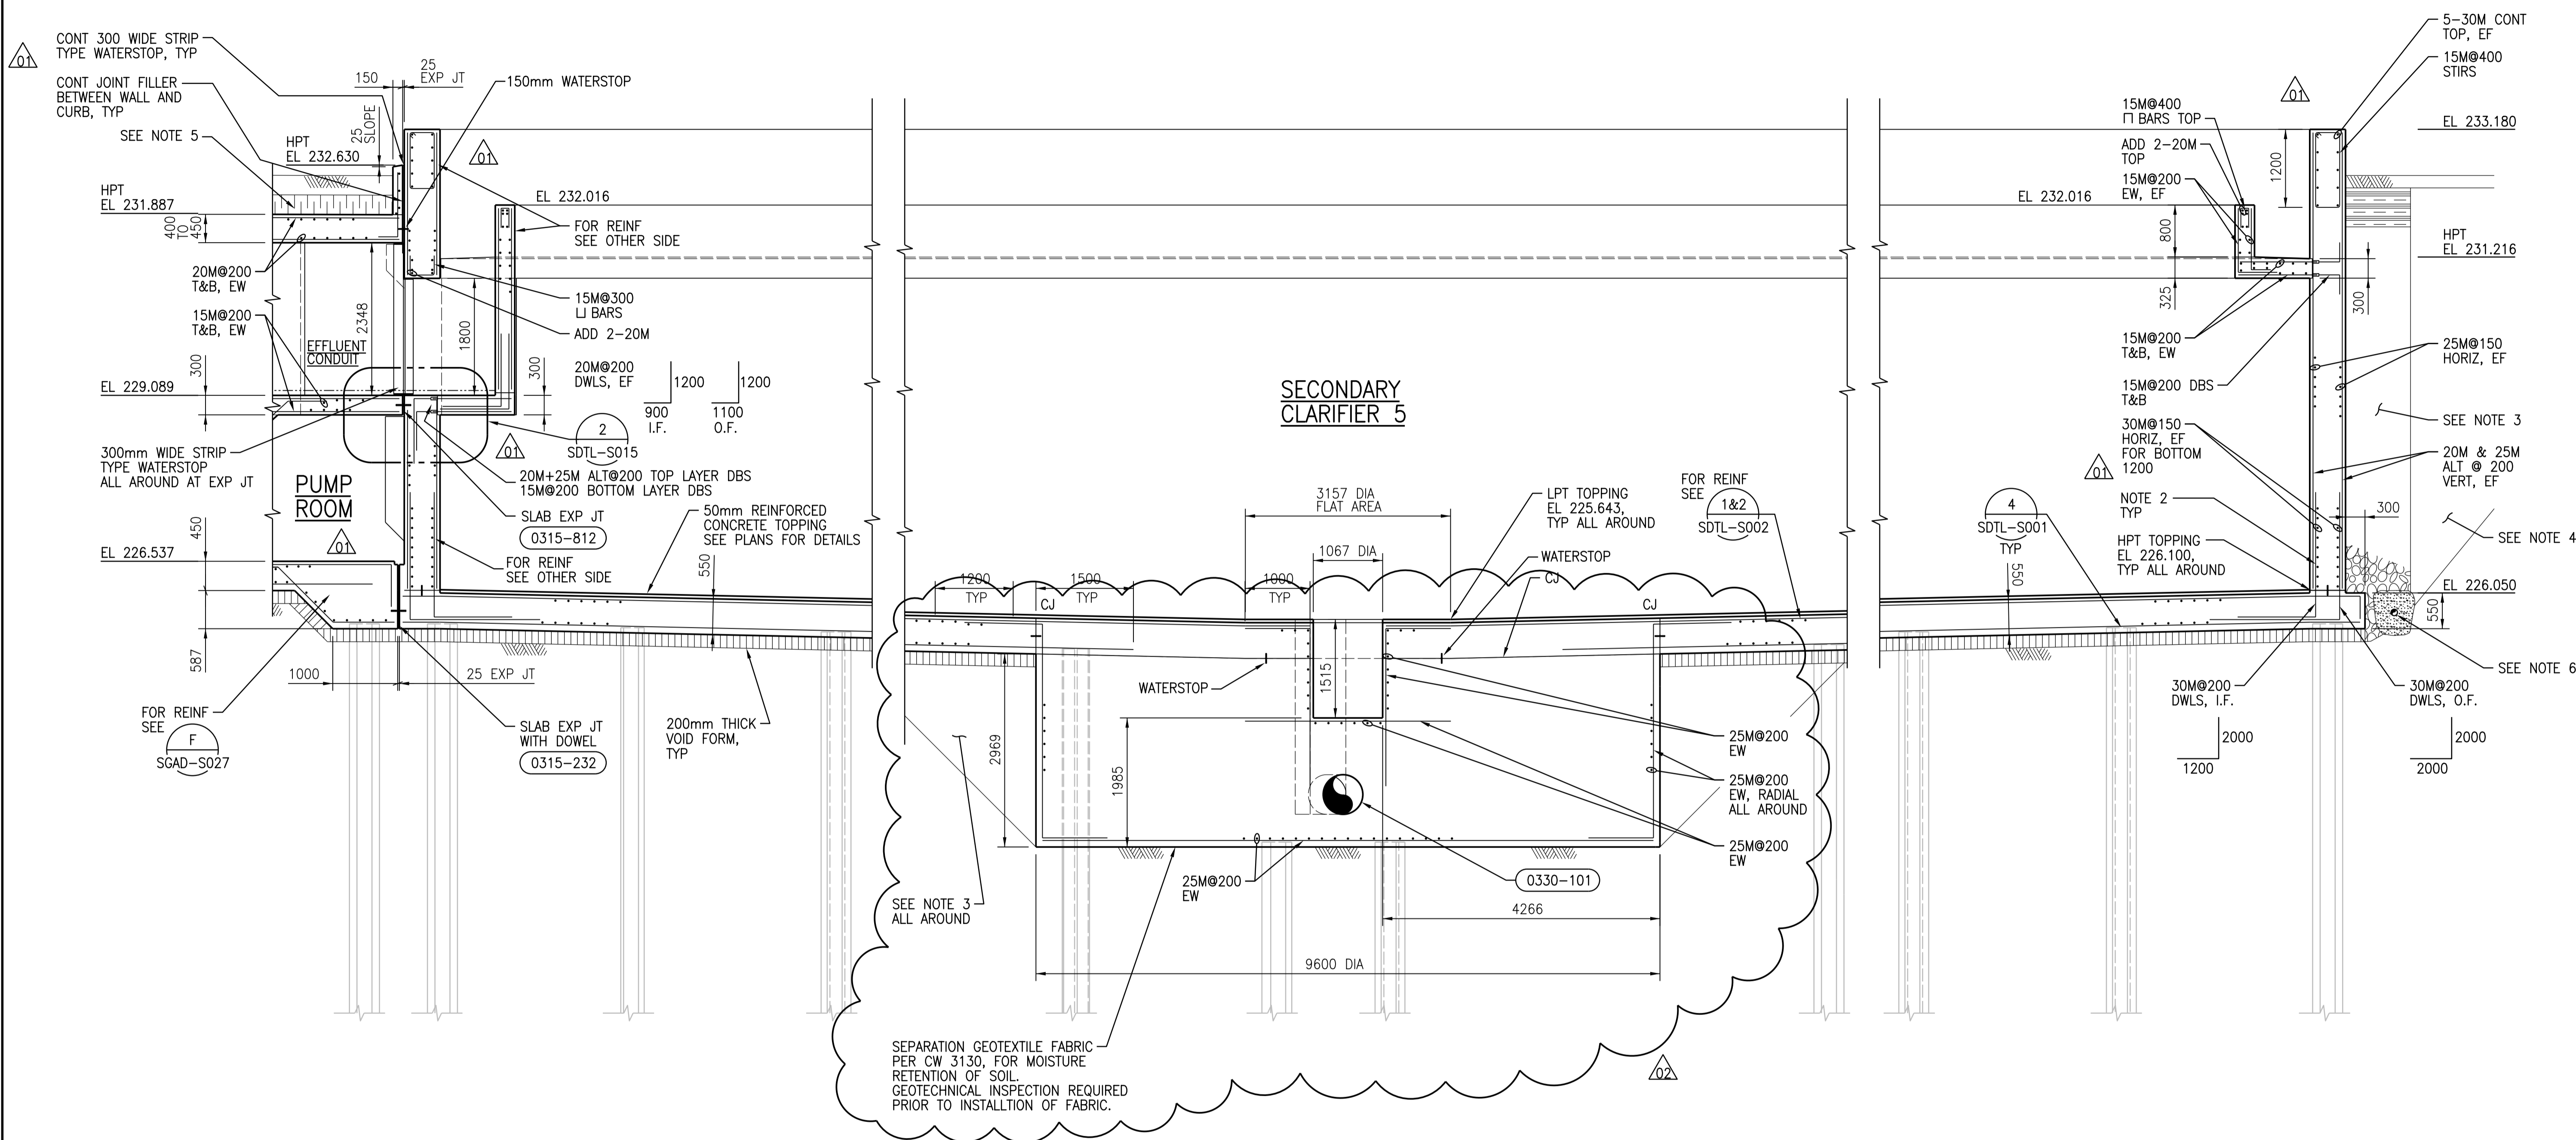 01
CONT 300 WIDE STRIP
TYPE WATERSTOP, TYP
CONT JOINT FILLER
BETWEEN WALL AND
CURB, TYP
SEE NOTE 5
150
25
EXP JT
150mm WATERSTOP
25
SLOPE
HPT
EL 232.630
01
HPT
EL 231.887
400
TO
450
EL 232.016
FOR REINF
SEE OTHER SIDE
20M@200
T&B, EW
15M@200
T&B, EW
2348
1800
15M@300
⊔ BARS
ADD 2-20M
EFFLUENT
CONDUIT
300
EL 229.089
300
20M@200
DWLS, EF
1200
900
I.F.
1200
1100
O.F.
2
SDTL-S015
01
300mm WIDE STRIP
TYPE WATERSTOP
ALL AROUND AT EXP JT
PUMP
ROOM
01
20M+25M ALT@200 TOP LAYER DBS
15M@200 BOTTOM LAYER DBS
SLAB EXP JT
0315-812
50mm REINFORCED
CONCRETE TOPPING
SEE PLANS FOR DETAILS
450
EL 226.537
FOR REINF
SEE OTHER SIDE
550
587
1000
25 EXP JT
FOR REINF
SEE
F
SGAD-S027
SLAB EXP JT
WITH DOWEL
0315-232
200mm THICK
VOID FORM,
TYP
SECONDARY
CLARIFIER 5
3157 DIA
FLAT AREA
LPT TOPPING
EL 225.643,
TYP ALL AROUND
FOR REINF
SEE
1&2
SDTL-S002
1067 DIA
WATERSTOP
CJ
1200
TYP
1500
TYP
1000
TYP
CJ
CJ
WATERSTOP
1515
2969
1985
25M@200
EW
25M@200
EW, RADIAL
ALL AROUND
25M@200
EW
25M@200
EW
0330-101
4266
9600 DIA
SEE NOTE 3
ALL AROUND
SEPARATION GEOTEXTILE FABRIC
PER CW 3130, FOR MOISTURE
RETENTION OF SOIL.
GEOTECHNICAL INSPECTION REQUIRED
PRIOR TO INSTALLTION OF FABRIC.
02
5-30M CONT
TOP, EF
15M@400
STIRS
01
15M@400
⊓ BARS TOP
ADD 2-20M
TOP
15M@200
EW, EF
EL 233.180
1200
EL 232.016
800
325
HPT
EL 231.216
300
15M@200
T&B, EW
15M@200 DBS
T&B
25M@150
HORIZ, EF
SEE NOTE 3
30M@150
HORIZ, EF
FOR BOTTOM
1200
01
20M & 25M
ALT @ 200
VERT, EF
NOTE 2
TYP
4
SDTL-S001
TYP
300
SEE NOTE 4
HPT TOPPING
EL 226.100,
TYP ALL AROUND
550
EL 226.050
550
SEE NOTE 6
30M@200
DWLS, I.F.
2000
1200
30M@200
DWLS, O.F.
2000
2000